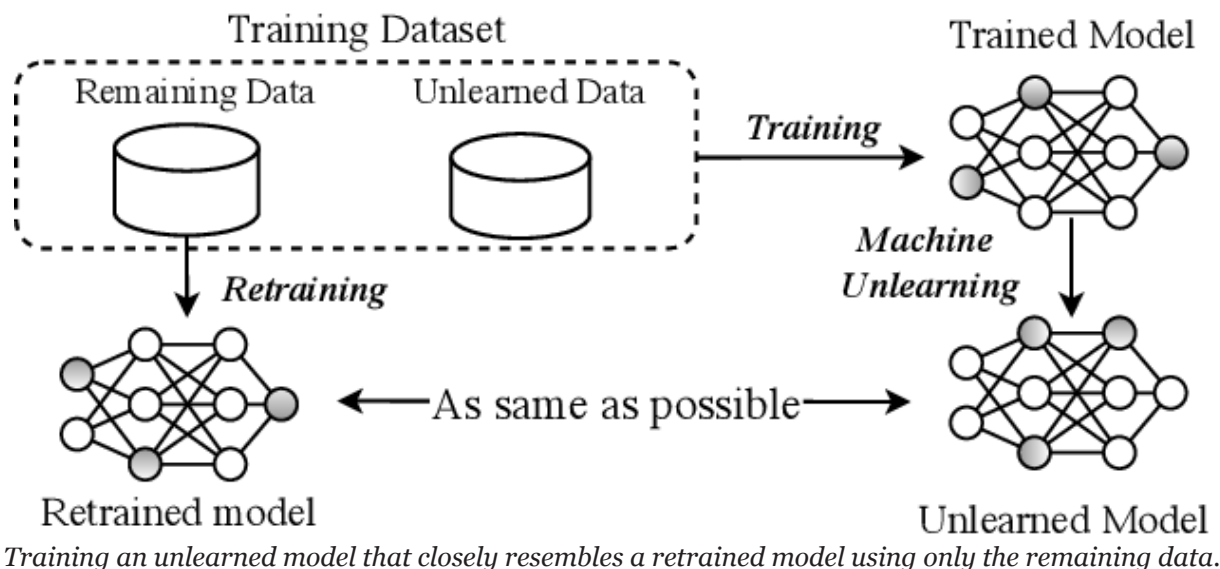 Training Dataset
Trained Model
Remaining Data
Unlearned Data
Training
Machine
Unlearning
Retraining
As same as possible
Retrained model
Unlearned Model
Training an unlearned model that closely resembles a retrained model using only the remaining data.